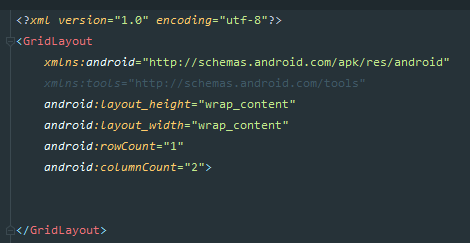 <?xml version="1.0" encoding="utf-8"?>
<GridLayout
xmlns:android="http://schemas.android.com/apk/res/android"
xmlns:tools="http://schemas.android.com/tools"
android:layout_height="wrap_content"
android:layout_width="wrap_content"
android:rowCount="1"
android:columnCount="2">
</GridLayout>